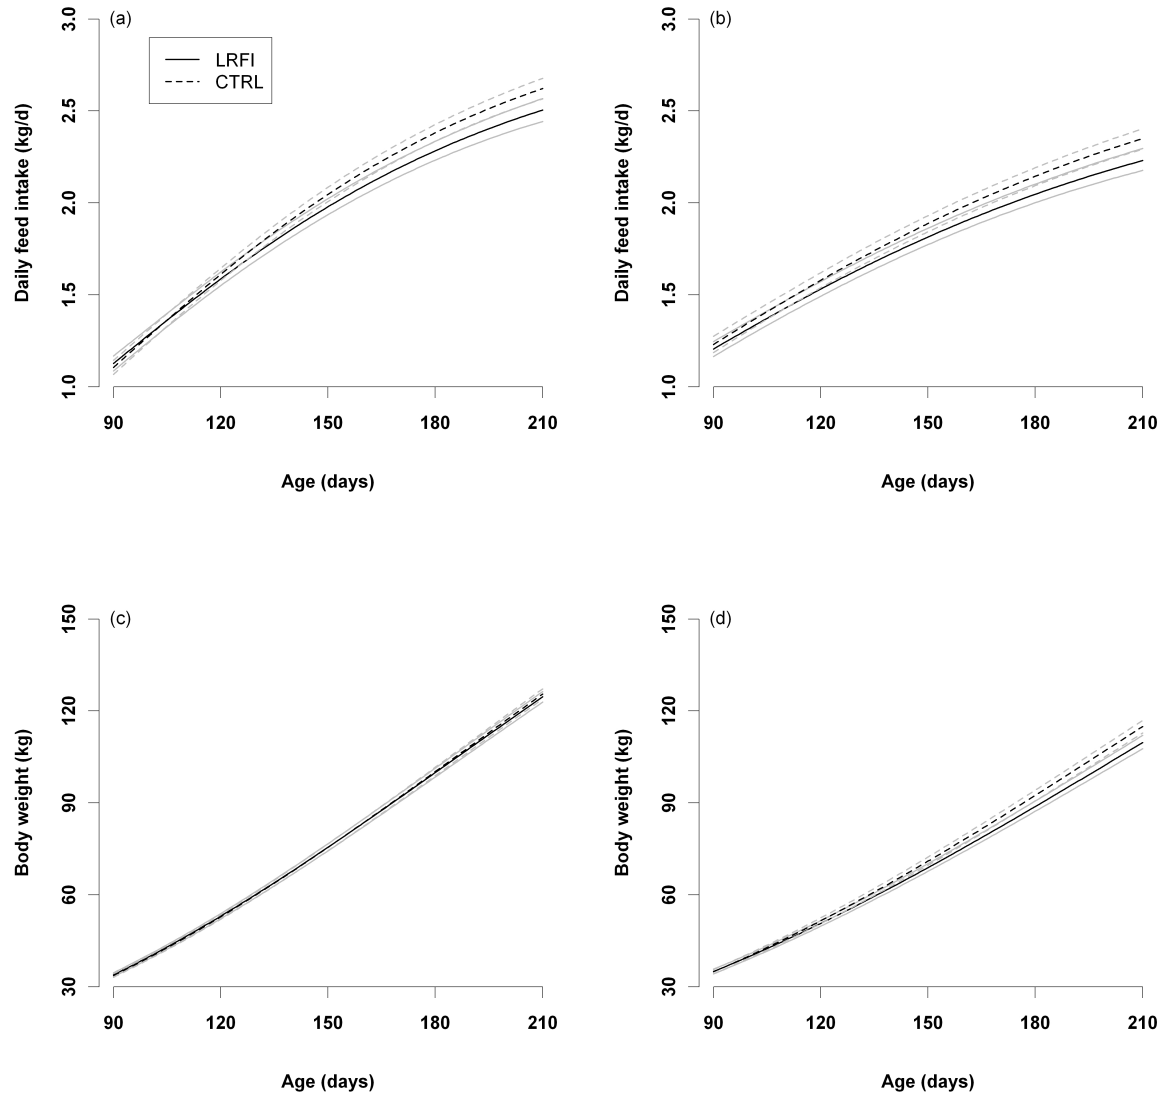 (a)
LRFI
CTRL
Daily feed intake (kg/d)
3.0
2.5
2.0
1.5
1.0
90 120 150 180 210
Age (days)
(b)
Daily feed intake (kg/d)
3.0
2.5
2.0
1.5
1.0
90 120 150 180 210
Age (days)
(c)
Body weight (kg)
150
120
90
60
30
90 120 150 180 210
Age (days)
(d)
Body weight (kg)
150
120
90
60
30
90 120 150 180 210
Age (days)